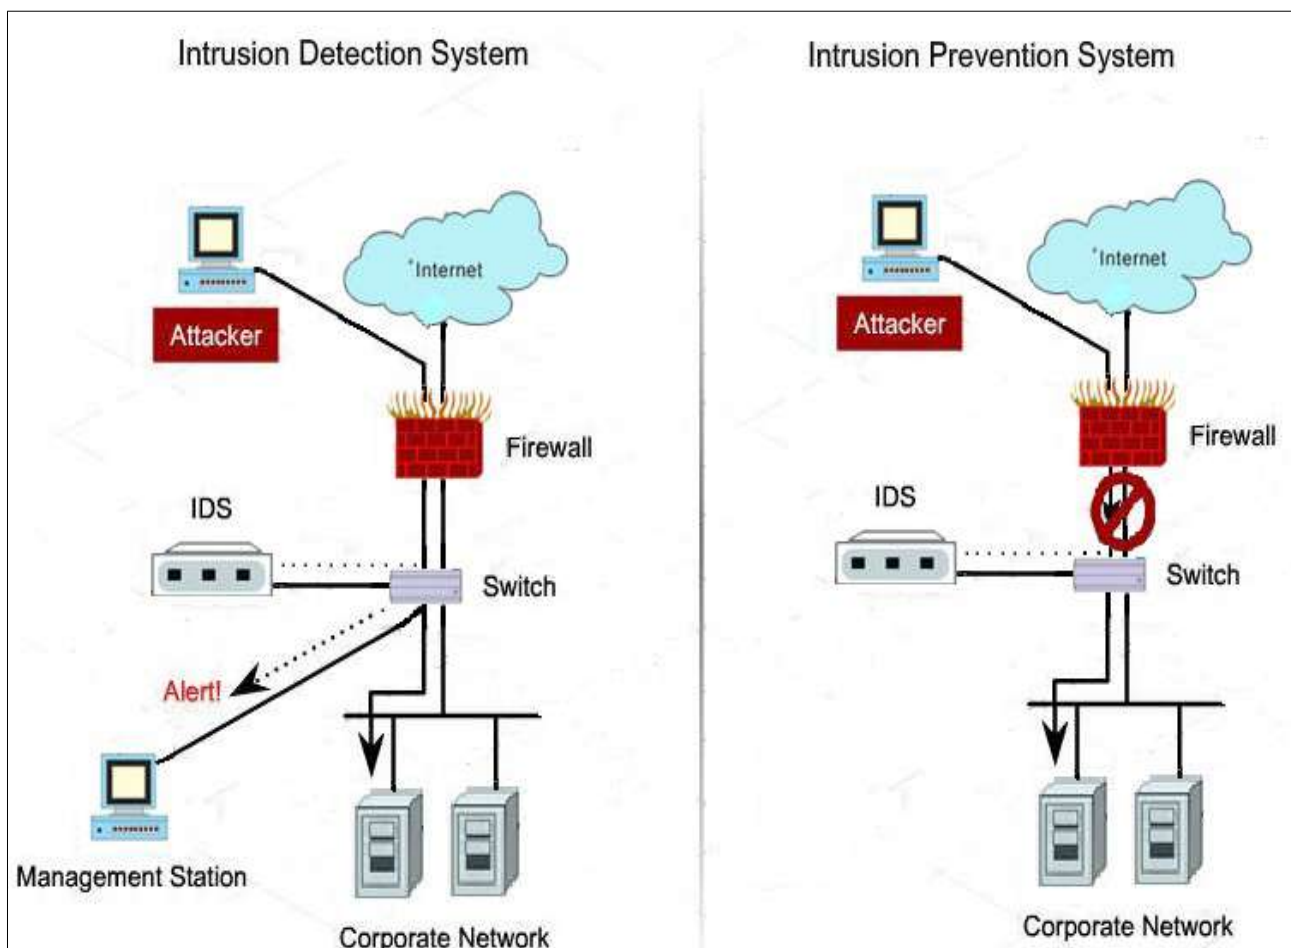 Intrusion Detection System
Internet
Attacker
Firewall
IDS
Switch
Alert!
Management Station
Corporate Network
Intrusion Prevention System
Internet
Attacker
Firewall
IDS
Switch
Corporate Network